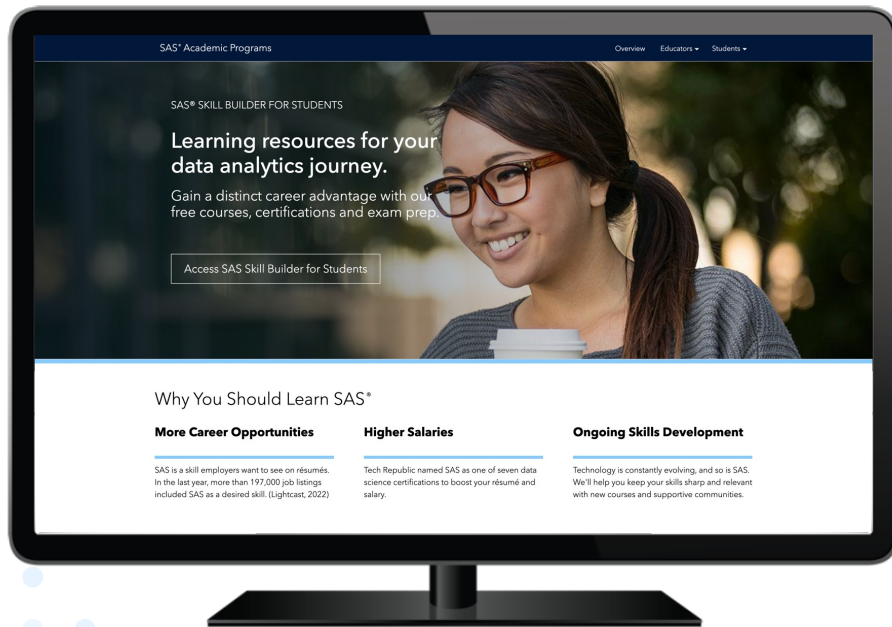 SAS® Academic Programs
Overview Educators Students
SAS® SKILL BUILDER FOR STUDENTS
Learning resources for your
data analytics journey.
Gain a distinct career advantage with our
free courses, certifications and exam prep.
Access SAS Skill Builder for Students
Why You Should Learn SAS®
More Career Opportunities
SAS is a skill employers want to see on résumés.
In the last year, more than 197,000 job listings
included SAS as a desired skill. (Lightcast, 2022)
Higher Salaries
Tech Republic named SAS as one of seven data
science certifications to boost your résumé and
salary.
Ongoing Skills Development
Technology is constantly evolving, and so is SAS.
We'll help you keep your skills sharp and relevant
with new courses and supportive communities.